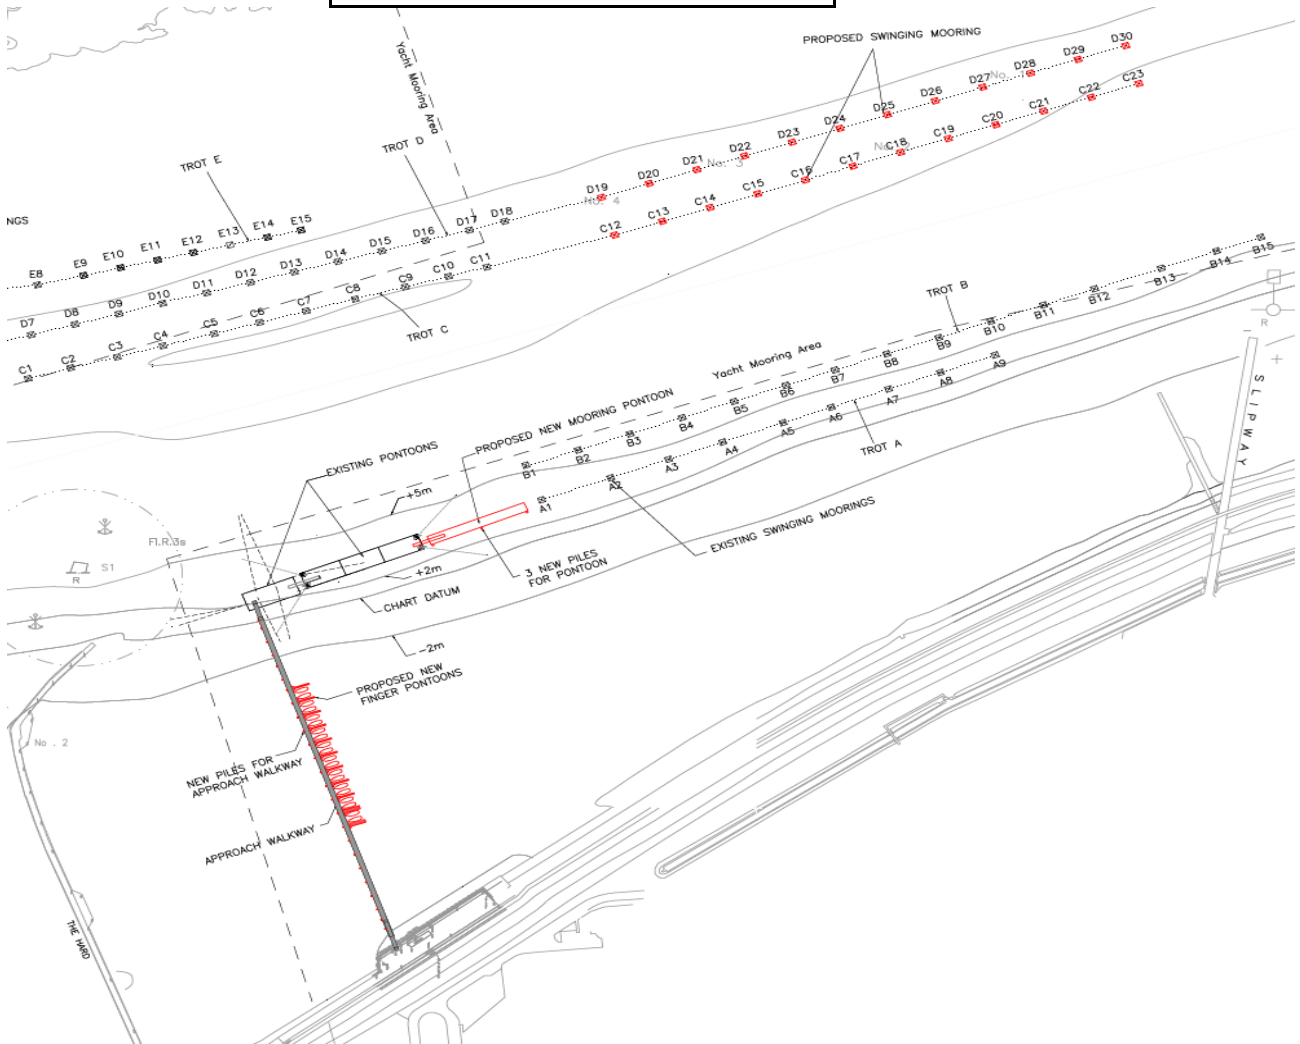 PROPOSED SWINGING MOORING
Yacht Mooring Area
D30
D29
D28
D27
No.
D26
D25
D24
D23
D22
D21
No. 3
D20
D19
No. 4
C23
C22
C21
C20
C19
C18
No.
C17
C16
C15
C14
C13
C12
TROT E
TROT D
NGS
E8
E9
E10
E11
E12
E13
E14
E15
D7
D8
D9
D10
D11
D12
D13
D14
D15
D16
D17
D18
C1
C2
C3
C4
C5
C6
C7
C8
C9
C10
C11
TROT C
TROT B
B15
B14
B13
B12
B11
B10
B9
B8
B7
B6
B5
B4
B3
B2
B1
Yacht Mooring Area
R
A9
A8
A7
A6
A5
A4
A3
A2
A1
TROT A
SLIPWAY
PROPOSED NEW MOORING PONTOON
EXISTING PONTOONS
+5m
EXISTING SWINGING MOORINGS
3 NEW PILES
FOR PONTOON
+2m
CHART DATUM
-2m
Fl.R.3s
S1
R
PROPOSED NEW
FINGER PONTOONS
No . 2
NEW PILES FOR
APPROACH WALKWAY
APPROACH WALKWAY
THE HARD